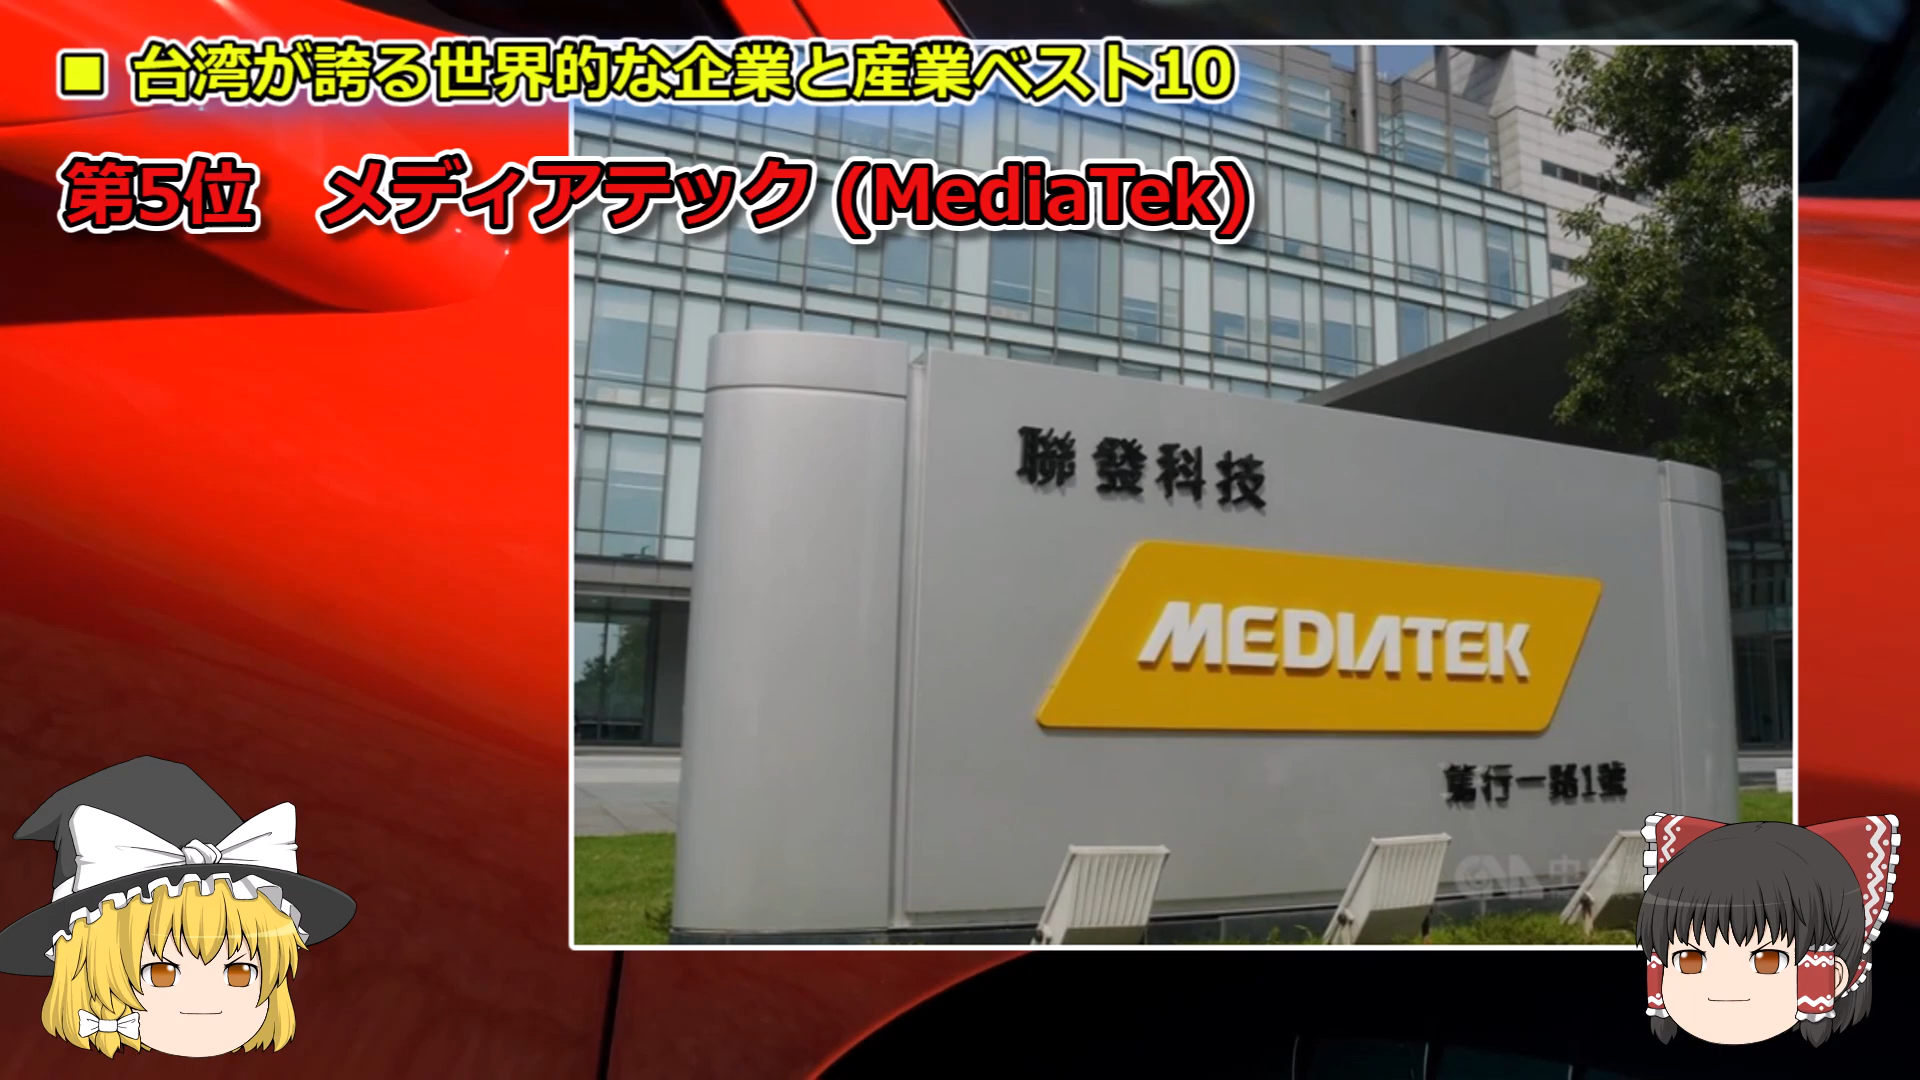 ■ 台湾が誇る世界的な企業と産業ベスト10
第5位　メディアテック (MediaTek)
聯發科技
MEDIATEK
篤行一路1號